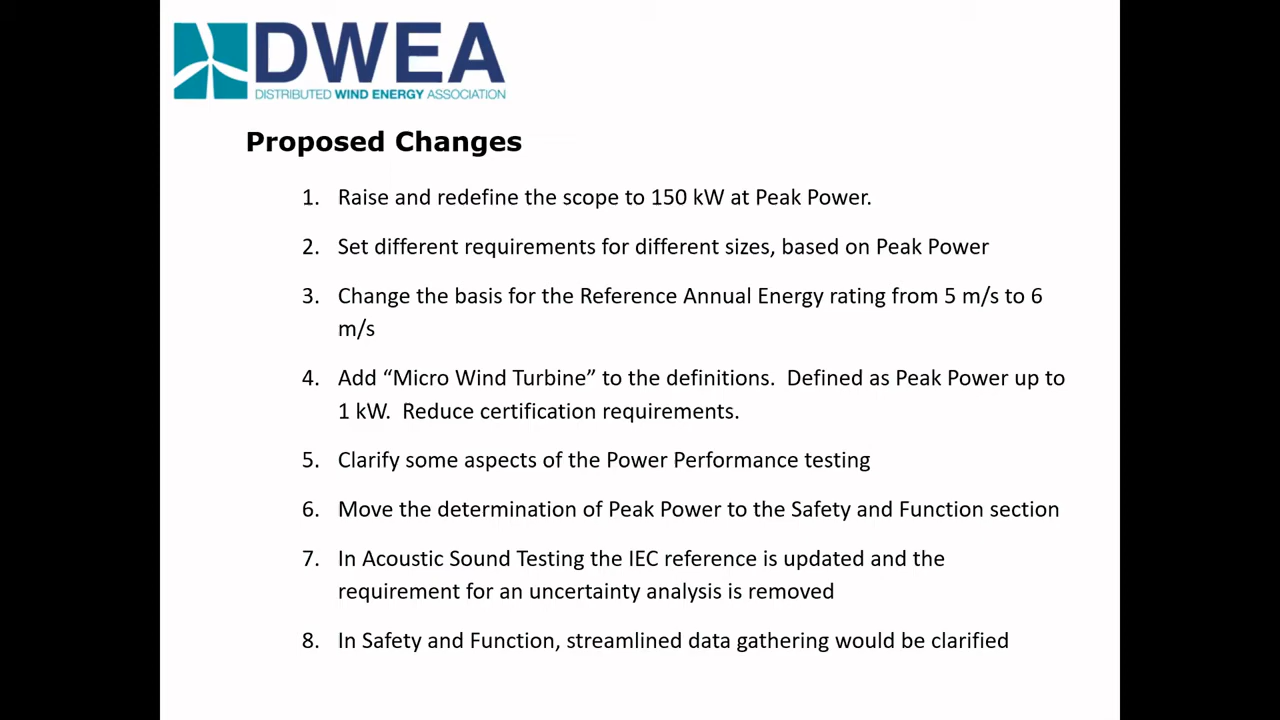 DWEA
DISTRIBUTED WIND ENERGY ASSOCIATION
Proposed Changes
1. Raise and redefine the scope to 150 kW at Peak Power.
2. Set different requirements for different sizes, based on Peak Power
3. Change the basis for the Reference Annual Energy rating from 5 m/s to 6
m/s
4. Add “Micro Wind Turbine” to the definitions.  Defined as Peak Power up to
1 kW.  Reduce certification requirements.
5. Clarify some aspects of the Power Performance testing
6. Move the determination of Peak Power to the Safety and Function section
7. In Acoustic Sound Testing the IEC reference is updated and the
requirement for an uncertainty analysis is removed
8. In Safety and Function, streamlined data gathering would be clarified